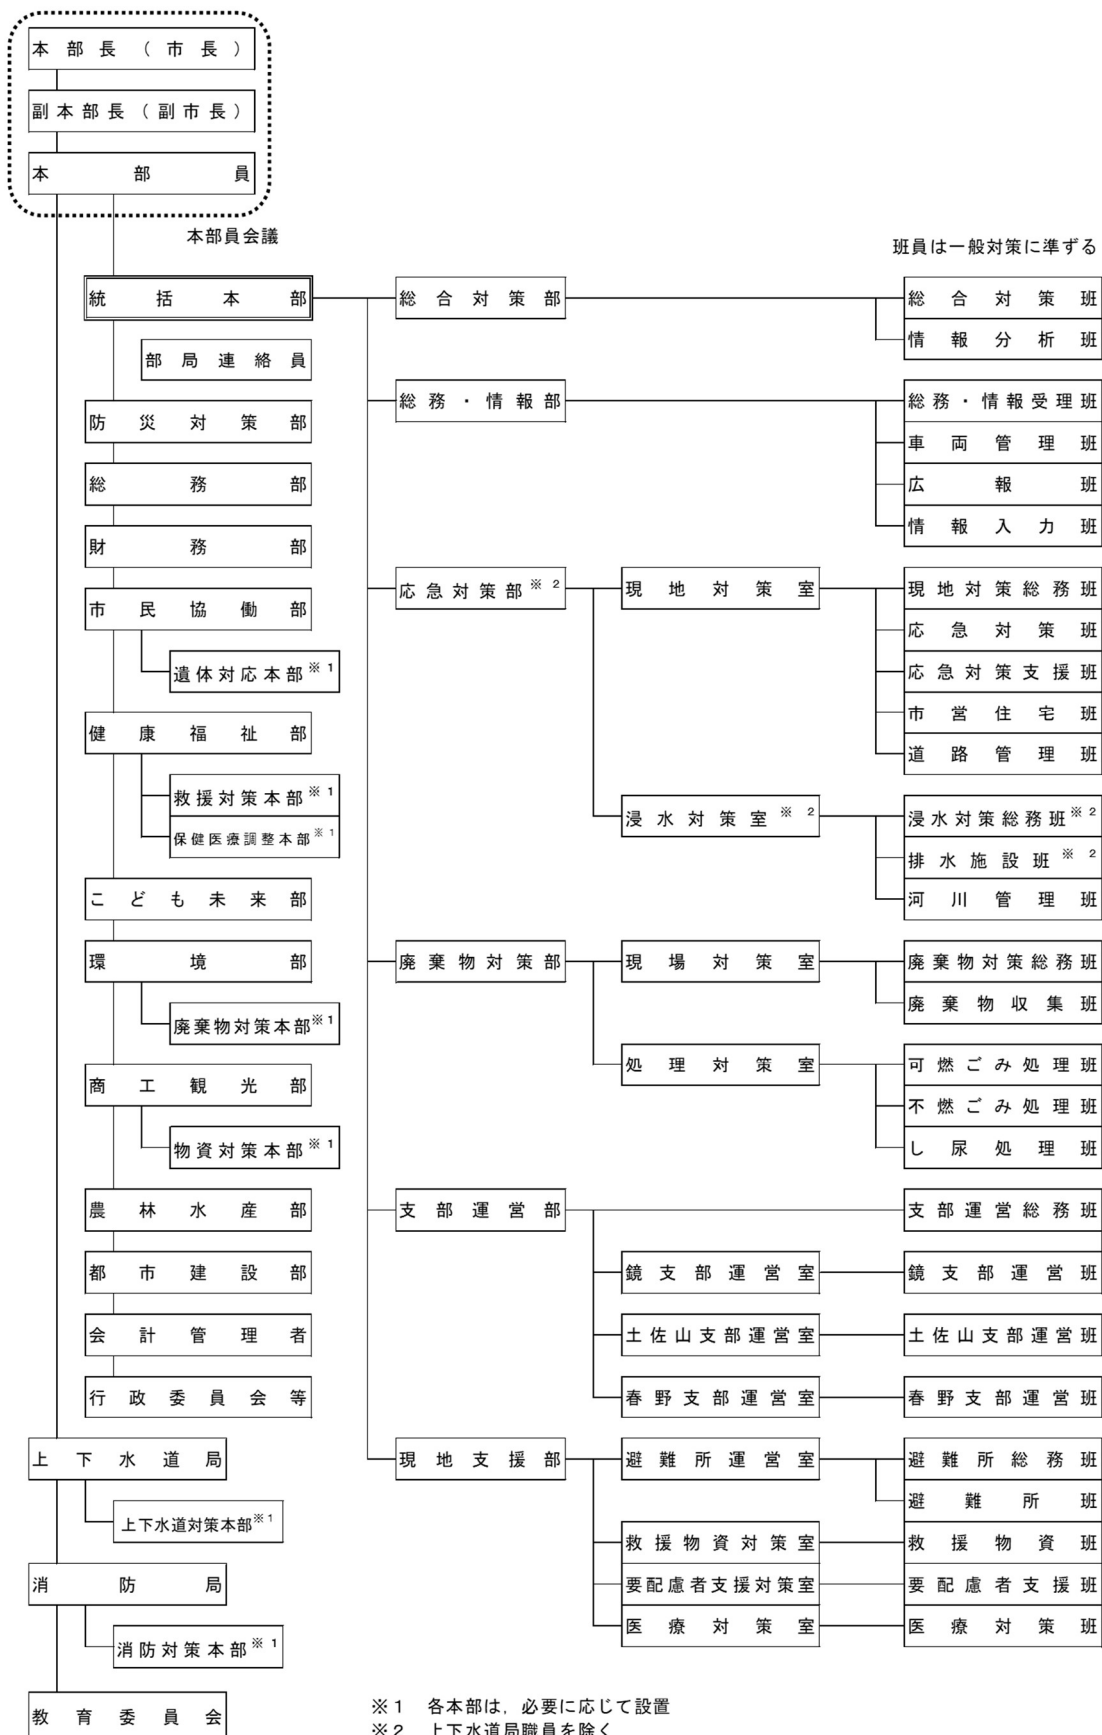 本部長（市長）
副本部長（副市長）
本部員
本部員会議
班員は一般対策に準ずる
統括本部
部局連絡員
防災対策部
総務部
財務部
市民協働部
遺体対応本部※１
健康福祉部
救援対策本部※１
保健医療調整本部※１
こども未来部
環境部
廃棄物対策本部※１
商工観光部
物資対策本部※１
農林水産部
都市建設部
会計管理者
行政委員会等
上下水道局
上下水道対策本部※１
消防局
消防対策本部※１
教育委員会
総合対策部
総合対策班
情報分析班
総務・情報部
総務・情報受理班
車両管理班
広報班
情報入力班
応急対策部※２
現地対策室
現地対策総務班
応急対策班
応急対策支援班
市営住宅班
道路管理班
浸水対策室※２
浸水対策総務班※２
排水施設班※２
河川管理班
廃棄物対策部
現場対策室
廃棄物対策総務班
廃棄物収集班
処理対策室
可燃ごみ処理班
不燃ごみ処理班
し尿処理班
支部運営部
支部運営総務班
鏡支部運営室
鏡支部運営班
土佐山支部運営室
土佐山支部運営班
春野支部運営室
春野支部運営班
現地支援部
避難所運営室
避難所総務班
避難所班
救援物資対策室
救援物資班
要配慮者支援対策室
要配慮者支援班
医療対策室
医療対策班
※１　各本部は，必要に応じて設置
※２　上下水道局職員を除く